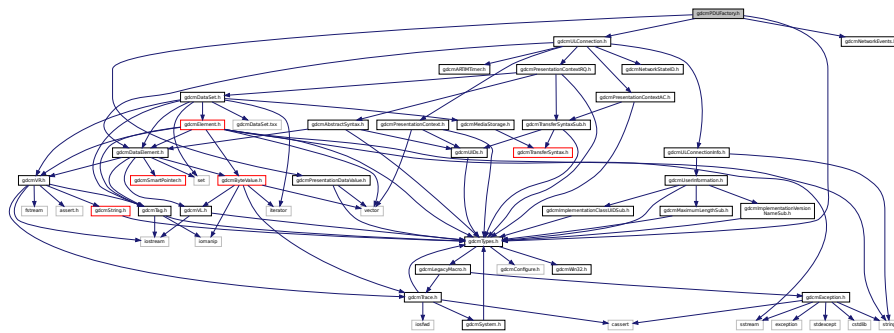 gdcmPDUFactory.h
gdcmULConnection.h
gdcmNetworkEvents.h
gdcmARTIMTimer.h
gdcmPresentationContextRQ.h
gdcmNetworkStateID.h
gdcmDataSet.h
gdcmPresentationContextAC.h
gdcmElement.h
gdcmDataSet.txx
gdcmAbstractSyntax.h
gdcmPresentationContext.h
gdcmMediaStorage.h
gdcmTransferSyntaxSub.h
gdcmDataElement.h
gdcmUIDs.h
gdcmTransferSyntax.h
gdcmULConnectionInfo.h
gdcmVR.h
gdcmSmartPointer.h
set
gdcmByteValue.h
gdcmPresentationDataValue.h
gdcmUserInformation.h
fstream
assert.h
gdcmString.h
gdcmTag.h
gdcmVL.h
iterator
vector
gdcmImplementationClassUIDSub.h
gdcmMaximumLengthSub.h
gdcmImplementationVersion
NameSub.h
iostream
iomanip
gdcmTypes.h
gdcmLegacyMacro.h
gdcmConfigure.h
gdcmWin32.h
gdcmTrace.h
gdcmException.h
iosfwd
gdcmSystem.h
cassert
sstream
exception
stdexcept
cstdlib
string